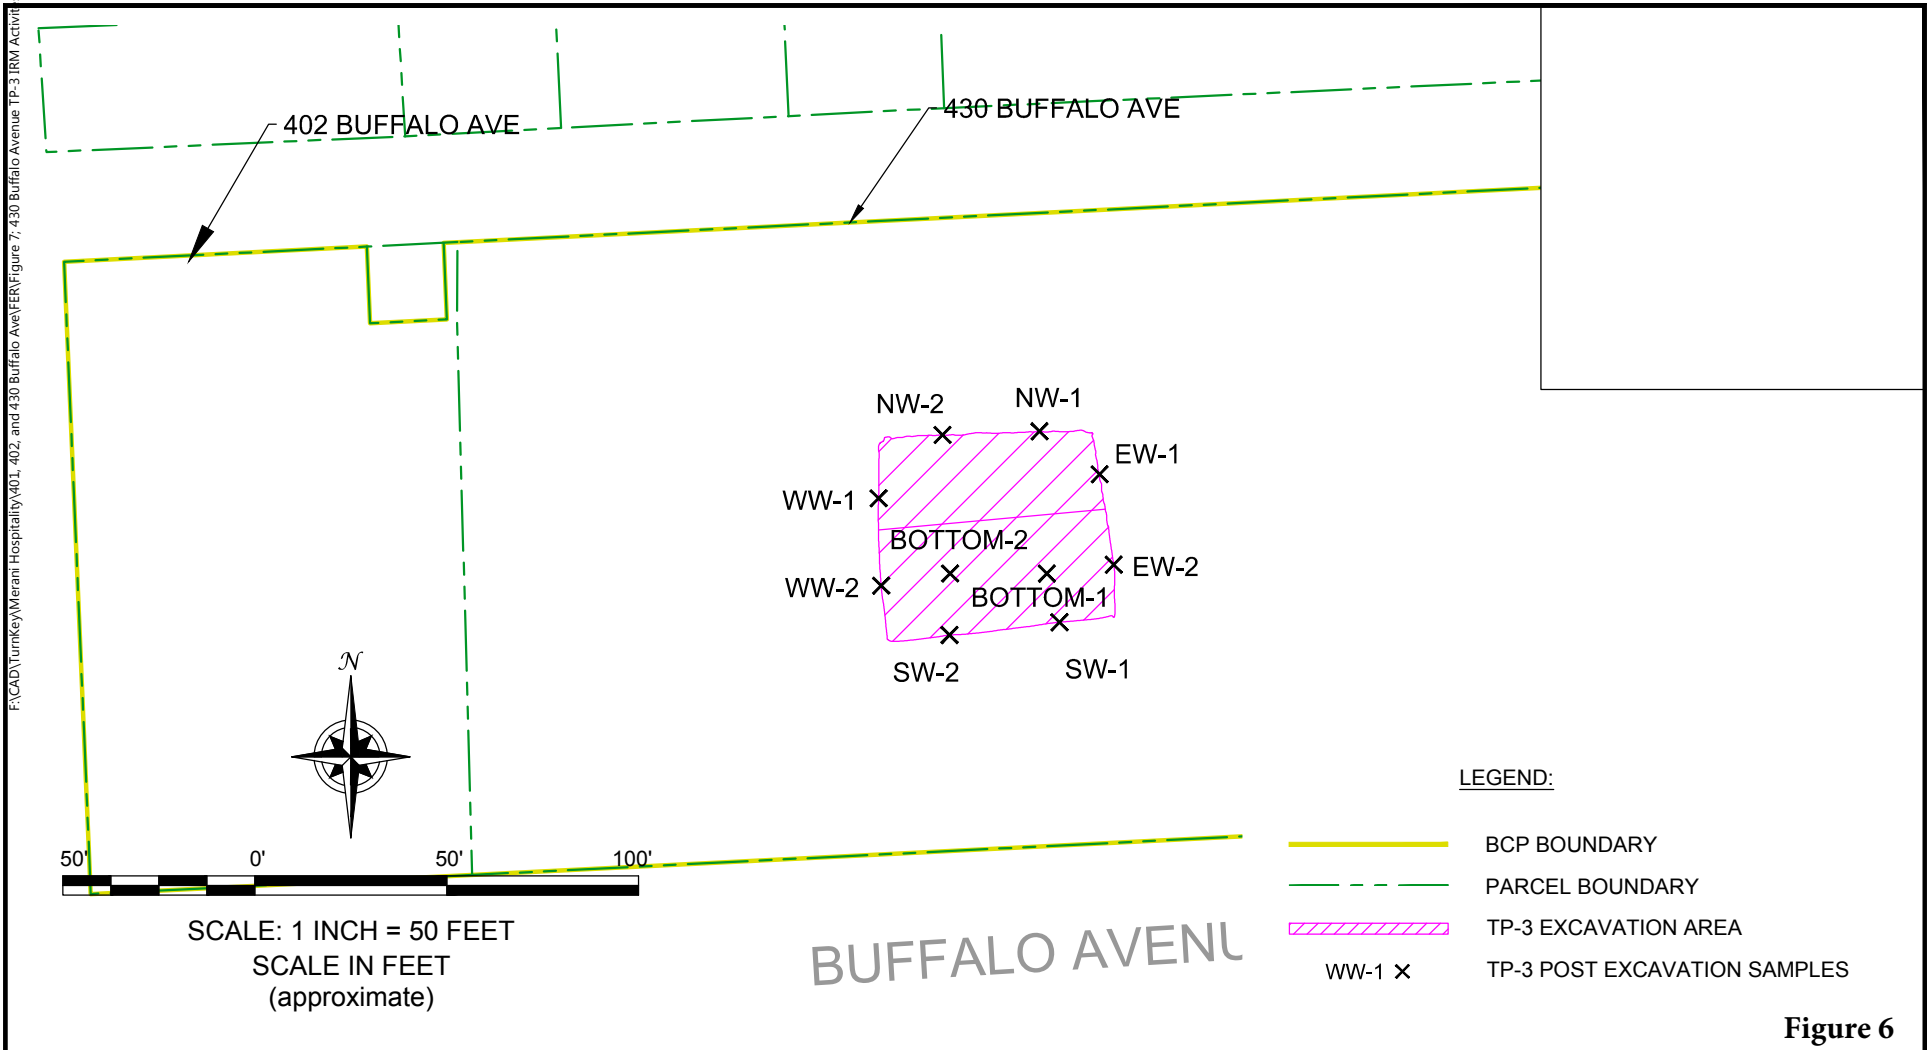 F:\CAD\TurnKey\Merani Hospitality\401, 402, and 430 Buffalo Ave\FER\Figure 7; 430 Buffalo Avenue TP-3 IRM Activit
402 BUFFALO AVE
430 BUFFALO AVE
NW-2
NW-1
EW-1
WW-1
BOTTOM-2
EW-2
WW-2
BOTTOM-1
SW-2
SW-1
N
50'
0'
50'
100'
SCALE: 1 INCH = 50 FEET
SCALE IN FEET
(approximate)
BUFFALO AVENU
LEGEND:
BCP BOUNDARY
PARCEL BOUNDARY
TP-3 EXCAVATION AREA
WW-1 × TP-3 POST EXCAVATION SAMPLES
Figure 6